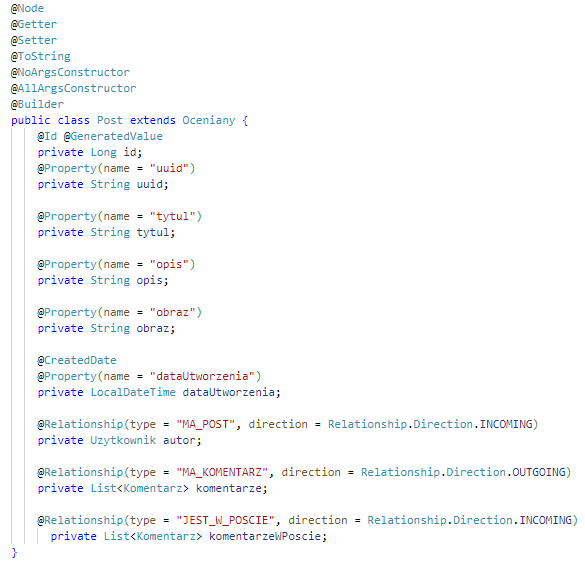 @Node
@Getter
@Setter
@ToString
@NoArgsConstructor
@AllArgsConstructor
@Builder
public class Post extends Oceniany {
    @Id @GeneratedValue
    private Long id;
    @Property(name = "uuid")
    private String uuid;

    @Property(name = "tytul")
    private String tytul;

    @Property(name = "opis")
    private String opis;

    @Property(name = "obraz")
    private String obraz;

    @CreatedDate
    @Property(name = "dataUtworzenia")
    private LocalDateTime dataUtworzenia;

    @Relationship(type = "MA_POST", direction = Relationship.Direction.INCOMING)
    private Uzytkownik autor;

    @Relationship(type = "MA_KOMENTARZ", direction = Relationship.Direction.OUTGOING)
    private List<Komentarz> komentarze;

    @Relationship(type = "JEST_W_POSCIE", direction = Relationship.Direction.INCOMING)
      private List<Komentarz> komentarzeWPoscie;
}